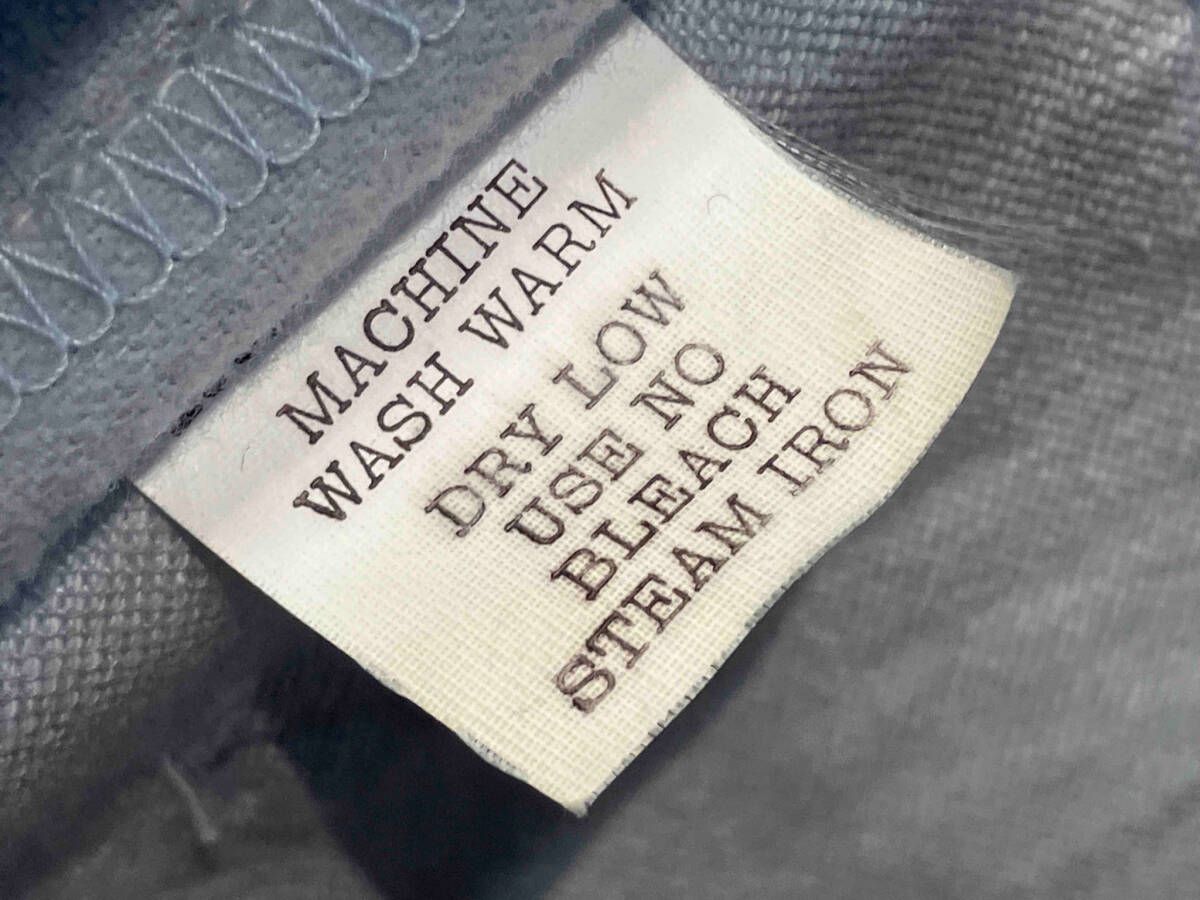 MACHINE
WASH WARM
DRY LOW
USE NO
BLEACH
STEAM IRON